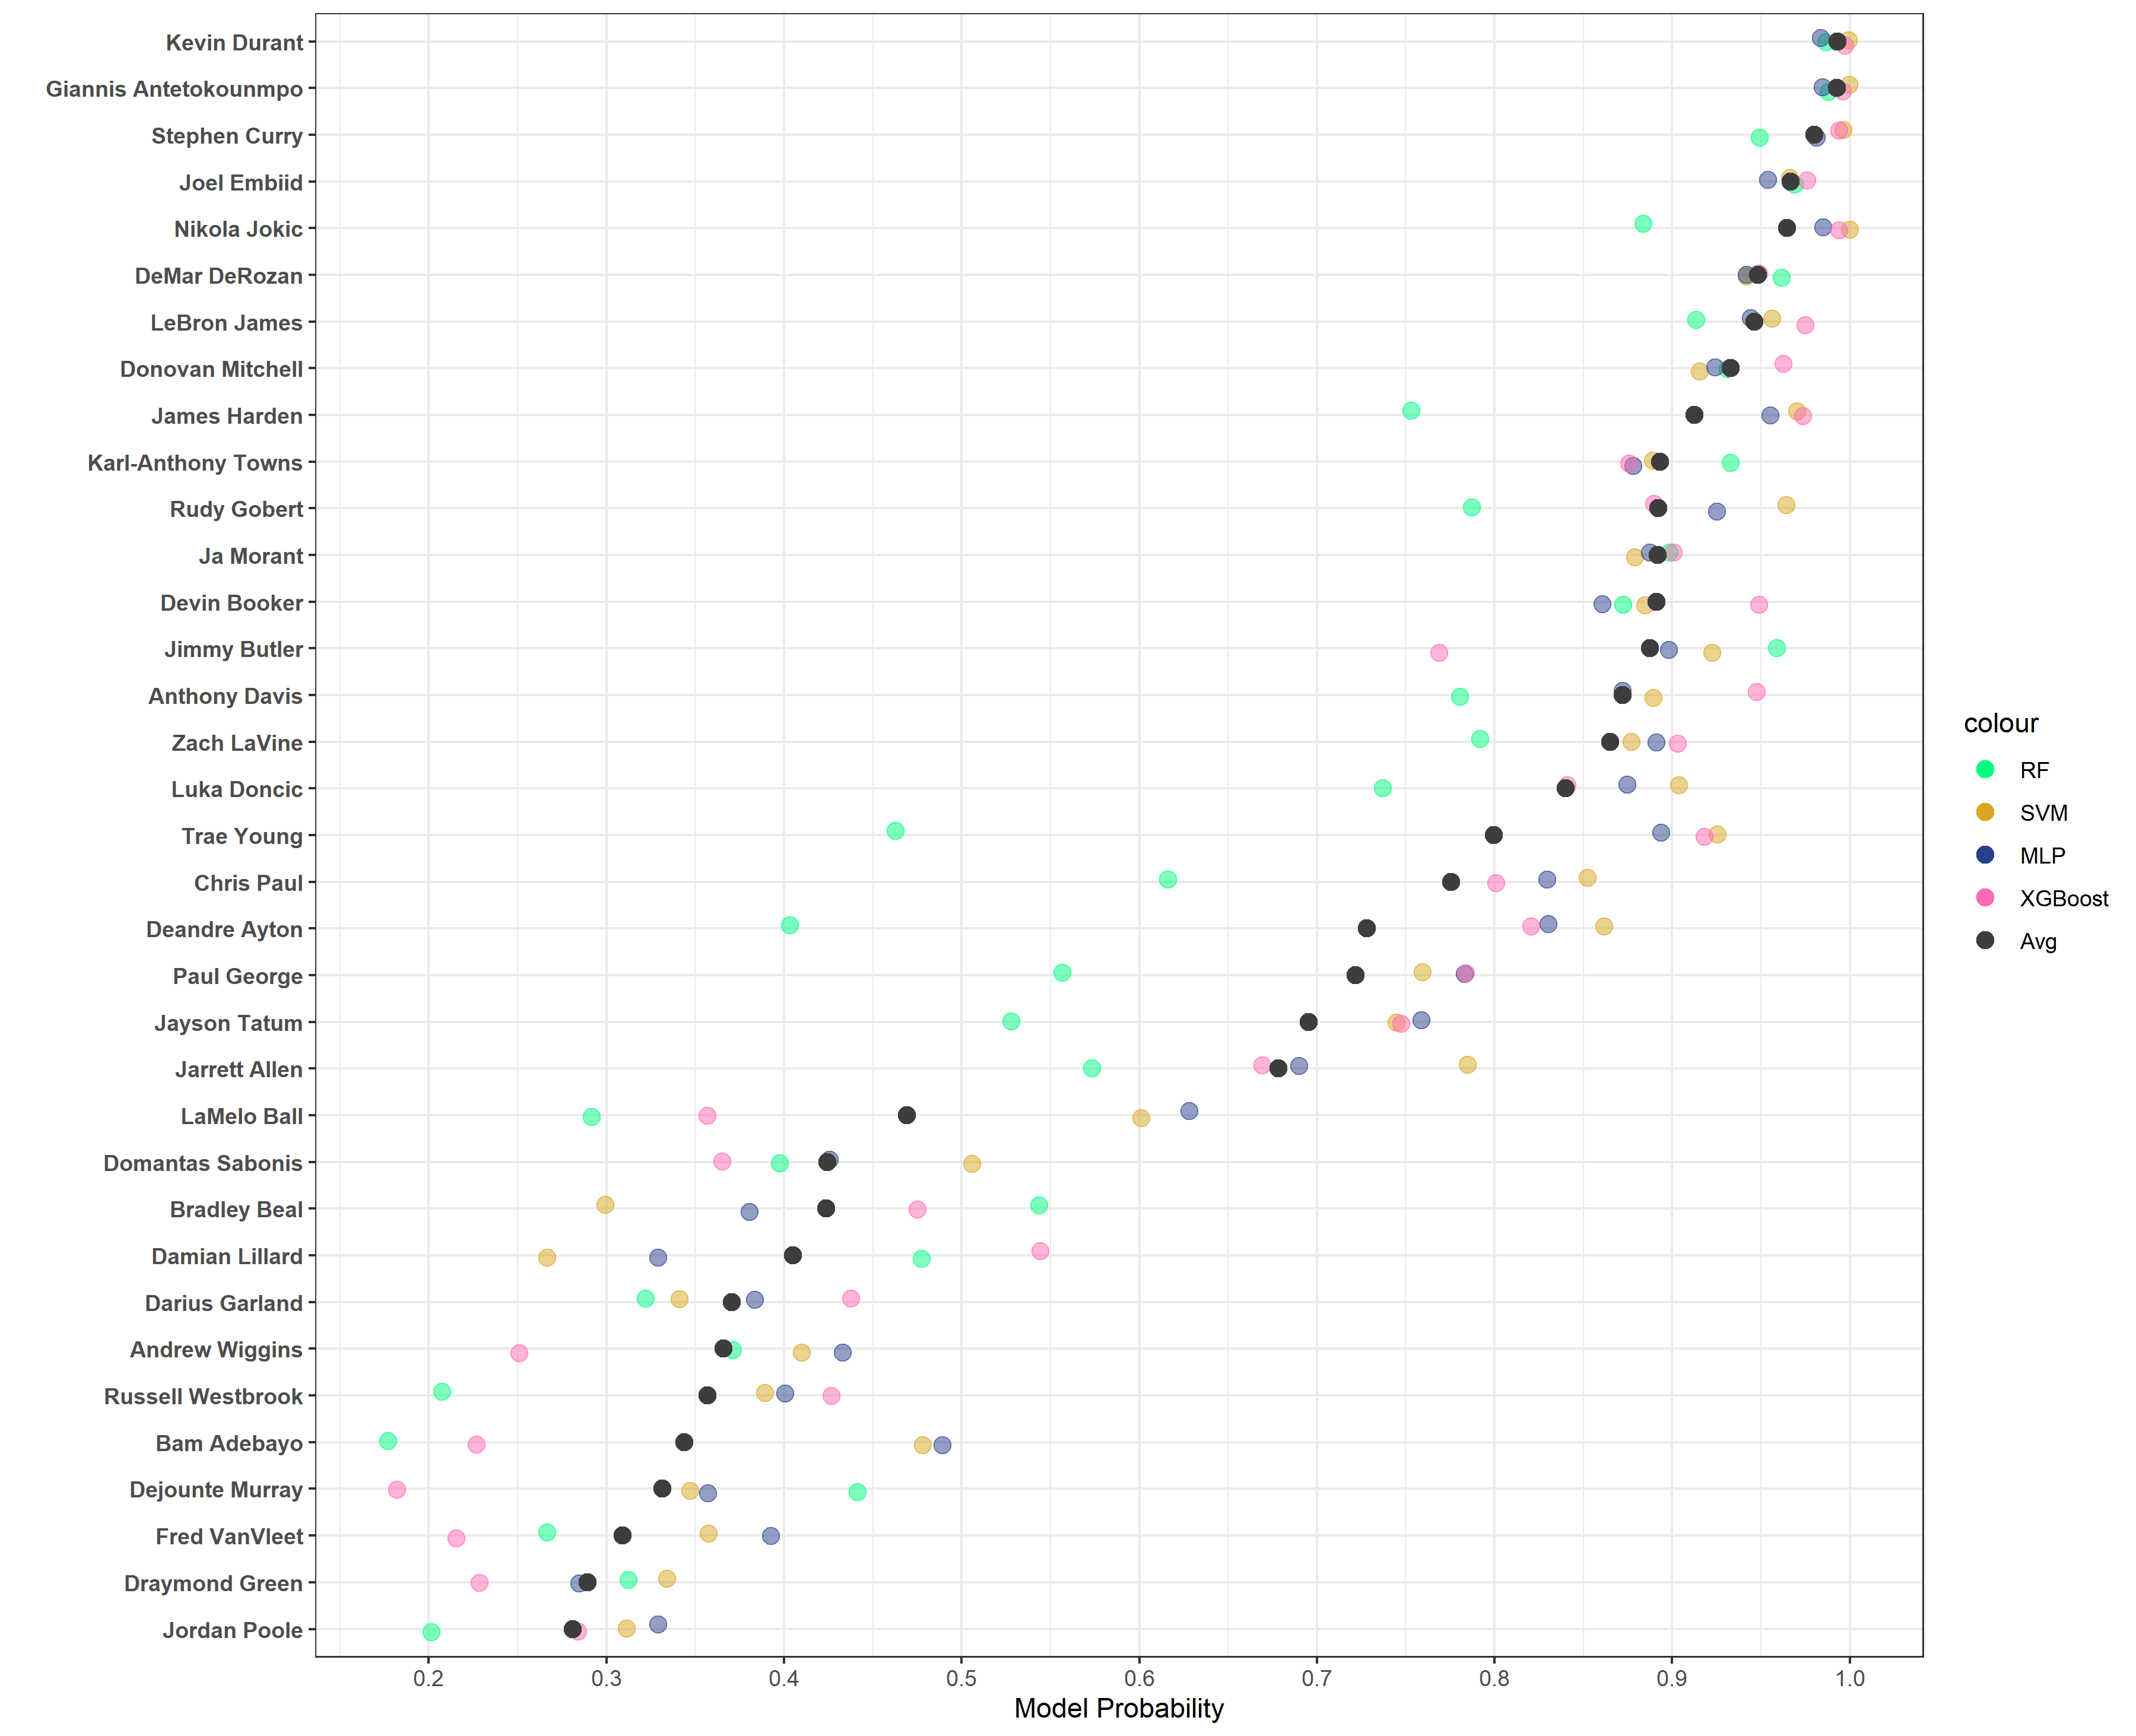 Kevin Durant
Giannis Antetokounmpo
Stephen Curry
Joel Embiid
Nikola Jokic
DeMar DeRozan
LeBron James
Donovan Mitchell
James Harden
Karl-Anthony Towns
Rudy Gobert
Ja Morant
Devin Booker
Jimmy Butler
Anthony Davis
Zach LaVine
Luka Doncic
Trae Young
Chris Paul
Deandre Ayton
Paul George
Jayson Tatum
Jarrett Allen
LaMelo Ball
Domantas Sabonis
Bradley Beal
Damian Lillard
Darius Garland
Andrew Wiggins
Russell Westbrook
Bam Adebayo
Dejounte Murray
Fred VanVleet
Draymond Green
Jordan Poole
0.2 0.3 0.4 0.5 0.6 0.7 0.8 0.9 1.0
Model Probability
colour
RF
SVM
MLP
XGBoost
Avg